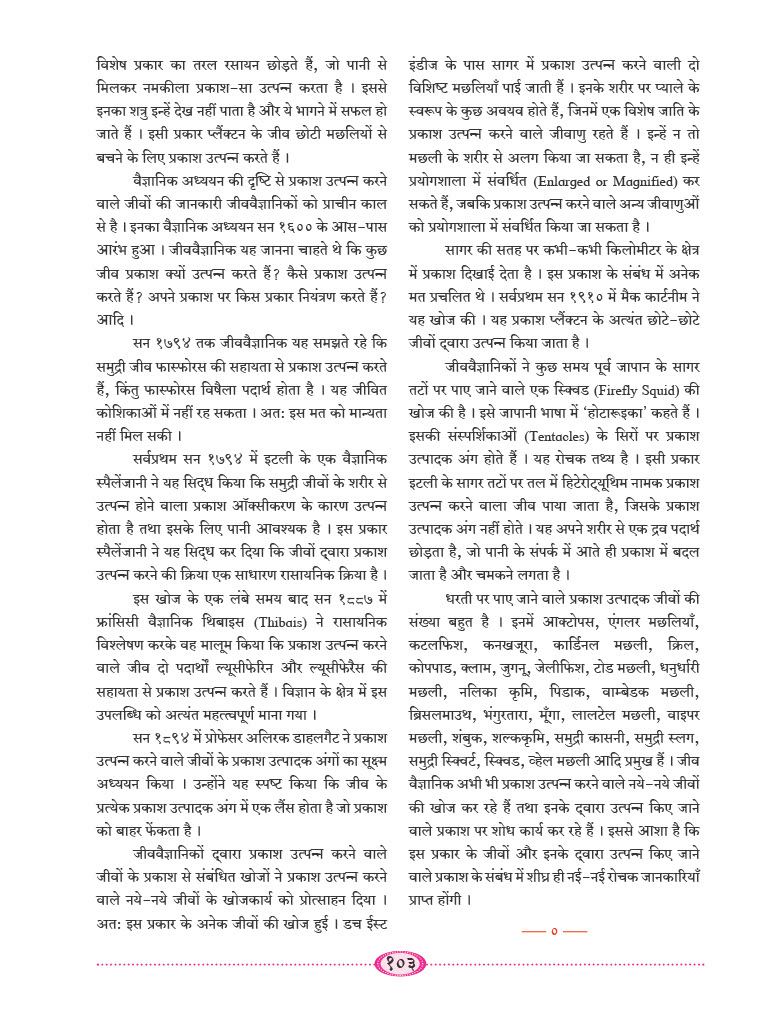 विशेष प्रकार का तरल रसायन छोड़ते हैं, जो पानी से
मिलकर नमकीला प्रकाश-सा उत्पन्न करता है । इससे
इनका शत्रु इन्हें देख नहीं पाता है और ये भागने में सफल हो
जाते हैं । इसी प्रकार प्लैंक्टन के जीव छोटी मछलियों से
बचने के लिए प्रकाश उत्पन्न करते हैं ।
वैज्ञानिक अध्ययन की दृष्टि से प्रकाश उत्पन्न करने
वाले जीवों की जानकारी जीववैज्ञानिकों को प्राचीन काल
से है । इनका वैज्ञानिक अध्ययन सन १६०० के आस-पास
आरंभ हुआ । जीववैज्ञानिक यह जानना चाहते थे कि कुछ
जीव प्रकाश क्यों उत्पन्न करते हैं? कैसे प्रकाश उत्पन्न
करते हैं? अपने प्रकाश पर किस प्रकार नियंत्रण करते हैं?
आदि ।
सन १७९४ तक जीववैज्ञानिक यह समझते रहे कि
समुद्री जीव फास्फोरस की सहायता से प्रकाश उत्पन्न करते
हैं, किंतु फास्फोरस विषैला पदार्थ होता है । यह जीवित
कोशिकाओं में नहीं रह सकता । अतः इस मत को मान्यता
नहीं मिल सकी ।
सर्वप्रथम सन १७९४ में इटली के एक वैज्ञानिक
स्पैलेंजानी ने यह सिद्ध किया कि समुद्री जीवों के शरीर से
उत्पन्न होने वाला प्रकाश ऑक्सीकरण के कारण उत्पन्न
होता है तथा इसके लिए पानी आवश्यक है । इस प्रकार
स्पैलेंजानी ने यह सिद्ध कर दिया कि जीवों द्वारा प्रकाश
उत्पन्न करने की क्रिया एक साधारण रासायनिक क्रिया है ।
इस खोज के एक लंबे समय बाद सन १८८७ में
फ्रांसिसी वैज्ञानिक थिबाइस (Thibais) ने रासायनिक
विश्लेषण करके वह मालूम किया कि प्रकाश उत्पन्न करने
वाले जीव दो पदार्थों ल्यूसीफेरिन और ल्यूसीफेरैस की
सहायता से प्रकाश उत्पन्न करते हैं । विज्ञान के क्षेत्र में इस
उपलब्धि को अत्यंत महत्त्वपूर्ण माना गया ।
सन १८९४ में प्रोफेसर अलिरक डाहलगैट ने प्रकाश
उत्पन्न करने वाले जीवों के प्रकाश उत्पादक अंगों का सूक्ष्म
अध्ययन किया । उन्होंने यह स्पष्ट किया कि जीव के
प्रत्येक प्रकाश उत्पादक अंग में एक लैंस होता है जो प्रकाश
को बाहर फेंकता है ।
जीववैज्ञानिकों द्वारा प्रकाश उत्पन्न करने वाले
जीवों के प्रकाश से संबंधित खोजों ने प्रकाश उत्पन्न करने
वाले नये-नये जीवों के खोजकार्य को प्रोत्साहन दिया ।
अतः इस प्रकार के अनेक जीवों की खोज हुई । डच ईस्ट
इंडीज के पास सागर में प्रकाश उत्पन्न करने वाली दो
विशिष्ट मछलियाँ पाई जाती हैं । इनके शरीर पर प्याले के
स्वरूप के कुछ अवयव होते हैं, जिनमें एक विशेष जाति के
प्रकाश उत्पन्न करने वाले जीवाणु रहते हैं । इन्हें न तो
मछली के शरीर से अलग किया जा सकता है, न ही इन्हें
प्रयोगशाला में संवर्धित (Enlarged or Magnified) कर
सकते हैं, जबकि प्रकाश उत्पन्न करने वाले अन्य जीवाणुओं
को प्रयोगशाला में संवर्धित किया जा सकता है ।
सागर की सतह पर कभी-कभी किलोमीटर के क्षेत्र
में प्रकाश दिखाई देता है । इस प्रकाश के संबंध में अनेक
मत प्रचलित थे । सर्वप्रथम सन १९१० में मैक कार्टनीम ने
यह खोज की । यह प्रकाश प्लैंक्टन के अत्यंत छोटे-छोटे
जीवों द्वारा उत्पन्न किया जाता है ।
जीववैज्ञानिकों ने कुछ समय पूर्व जापान के सागर
तटों पर पाए जाने वाले एक स्क्विड (Firefly Squid) की
खोज की है । इसे जापानी भाषा में ‘होटारूइका’ कहते हैं ।
इसकी संस्पर्शिकाओं (Tentacles) के सिरों पर प्रकाश
उत्पादक अंग होते हैं । यह रोचक तथ्य है । इसी प्रकार
इटली के सागर तटों पर तल में हिटेरोट्यूथिम नामक प्रकाश
उत्पन्न करने वाला जीव पाया जाता है, जिसके प्रकाश
उत्पादक अंग नहीं होते । यह अपने शरीर से एक द्रव पदार्थ
छोड़ता है, जो पानी के संपर्क में आते ही प्रकाश में बदल
जाता है और चमकने लगता है ।
धरती पर पाए जाने वाले प्रकाश उत्पादक जीवों की
संख्या बहुत है । इनमें आक्टोपस, एंगलर मछलियाँ,
कटलफिश, कनखजूरा, कार्डिनल मछली, क्रिल,
कोपपाड, क्लाम, जुगनू, जेलीफिश, टोड मछली, धनुर्धारी
मछली, नलिका कृमि, पिडाक, वाम्बेडक मछली,
ब्रिसलमाउथ, भंगुरतारा, मूँगा, लालटेल मछली, वाइपर
मछली, शंबुक, शल्ककृमि, समुद्री कासनी, समुद्री स्लग,
समुद्री स्क्विर्ट, स्क्विड, व्हेल मछली आदि प्रमुख हैं । जीव
वैज्ञानिक अभी भी प्रकाश उत्पन्न करने वाले नये-नये जीवों
की खोज कर रहे हैं तथा इनके द्वारा उत्पन्न किए जाने
वाले प्रकाश पर शोध कार्य कर रहे हैं । इससे आशा है कि
इस प्रकार के जीवों और इनके द्वारा उत्पन्न किए जाने
वाले प्रकाश के संबंध में शीघ्र ही नई-नई रोचक जानकारियाँ
प्राप्त होंगी ।
—— ० ——
१०३